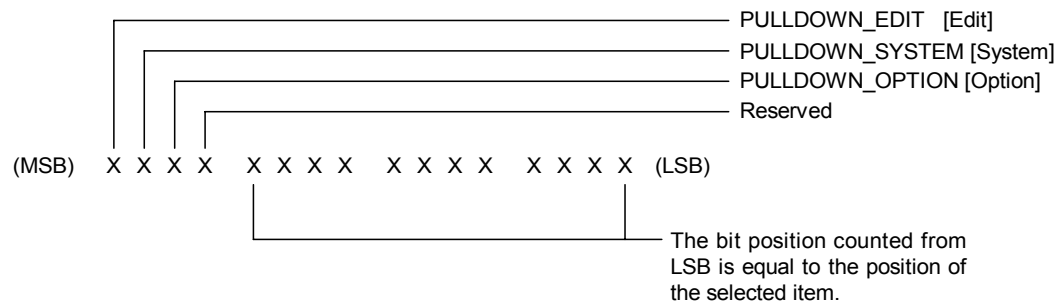 PULLDOWN_EDIT [Edit]
PULLDOWN_SYSTEM [System]
PULLDOWN_OPTION [Option]
Reserved
(MSB) X X X X X X X X X X X X X X X X (LSB)
The bit position counted from
LSB is equal to the position of
the selected item.